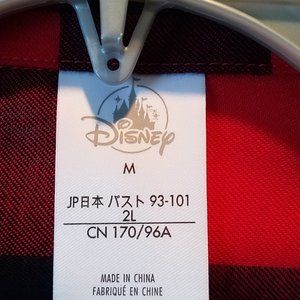 Disney
M
JP日本 バスト 93-101
2L
CN 170/96A
MADE IN CHINA
FABRIQUÉ EN CHINE